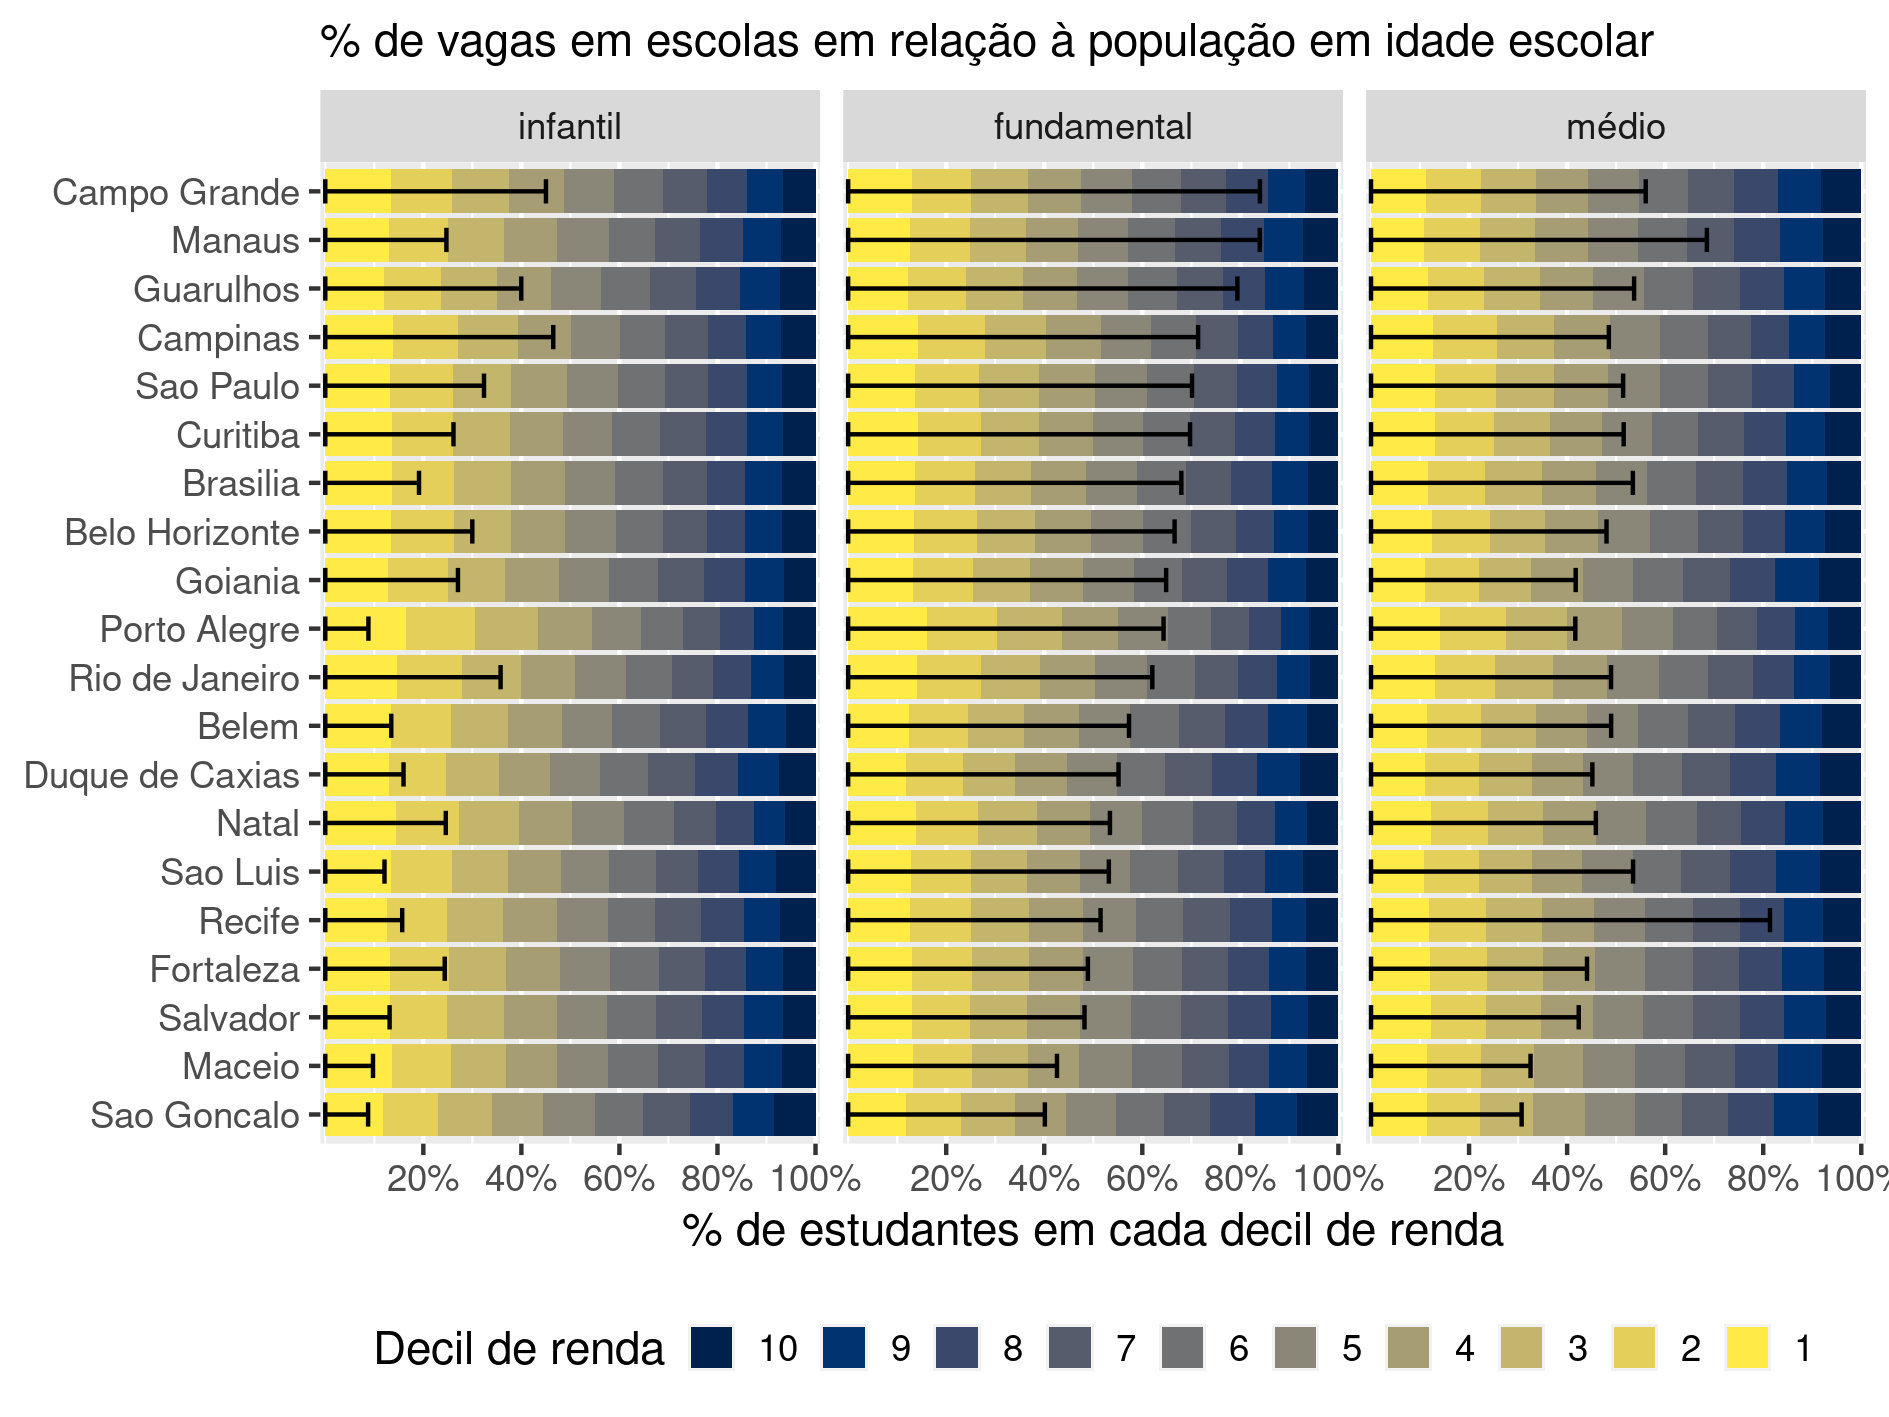 % de vagas em escolas em relação à população em idade escolar
infantil fundamental médio
Campo Grande
Manaus
Guarulhos
Campinas
Sao Paulo
Curitiba
Brasilia
Belo Horizonte
Goiania
Porto Alegre
Rio de Janeiro
Belem
Duque de Caxias
Natal
Sao Luis
Recife
Fortaleza
Salvador
Maceio
Sao Goncalo
20% 40% 60% 80% 100% 20% 40% 60% 80% 100% 20% 40% 60% 80% 100%
% de estudantes em cada decil de renda
Decil de renda 10 9 8 7 6 5 4 3 2 1